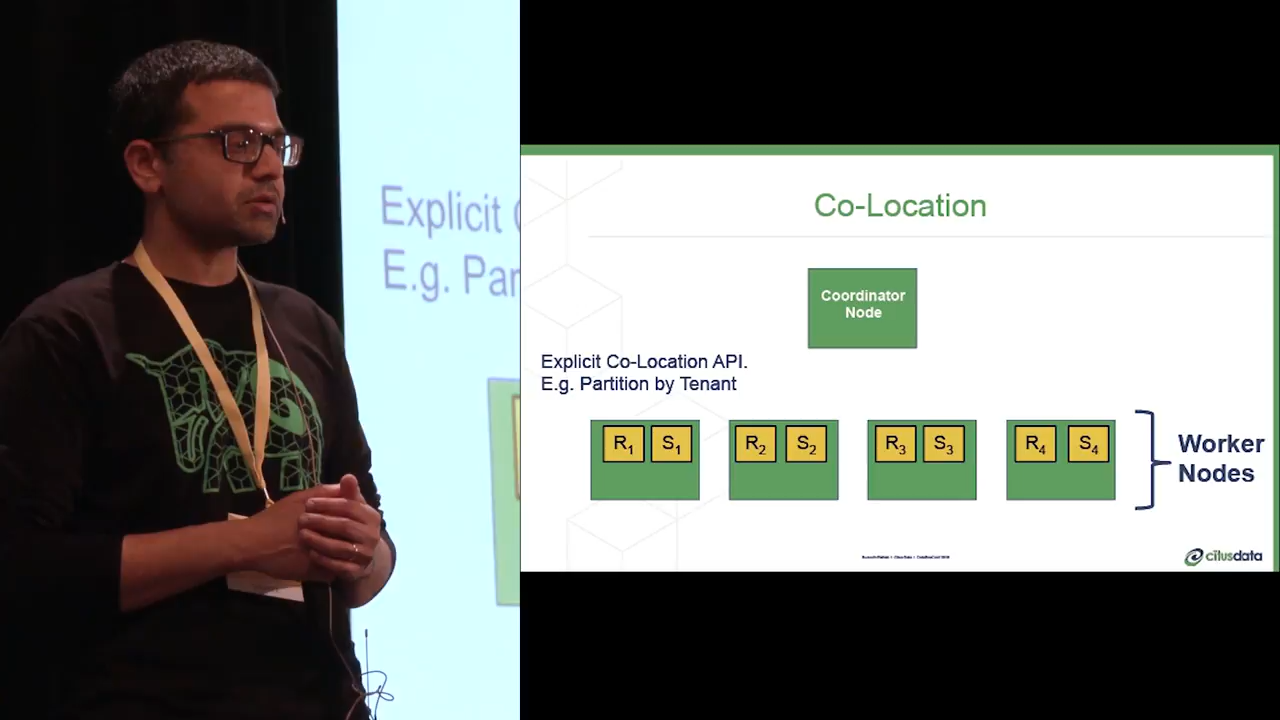 Explicit
E.g. Par
Co-Location
Coordinator
Node
Explicit Co-Location API.
E.g. Partition by Tenant
R1 S1 R2 S2 R3 S3 R4 S4
Worker
Nodes
citusdata